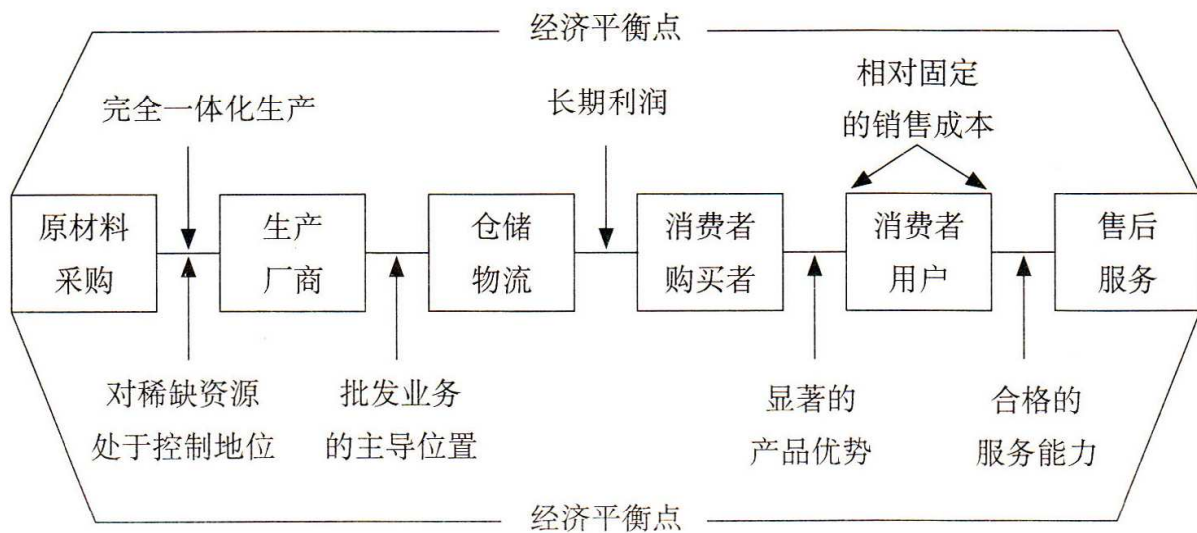 经济平衡点
相对固定
的销售成本
完全一体化生产
长期利润
原材料
采购
生产
厂商
仓储
物流
消费者
购买者
消费者
用户
售后
服务
对稀缺资源
处于控制地位
批发业务
的主导位置
显著的
产品优势
合格的
服务能力
经济平衡点